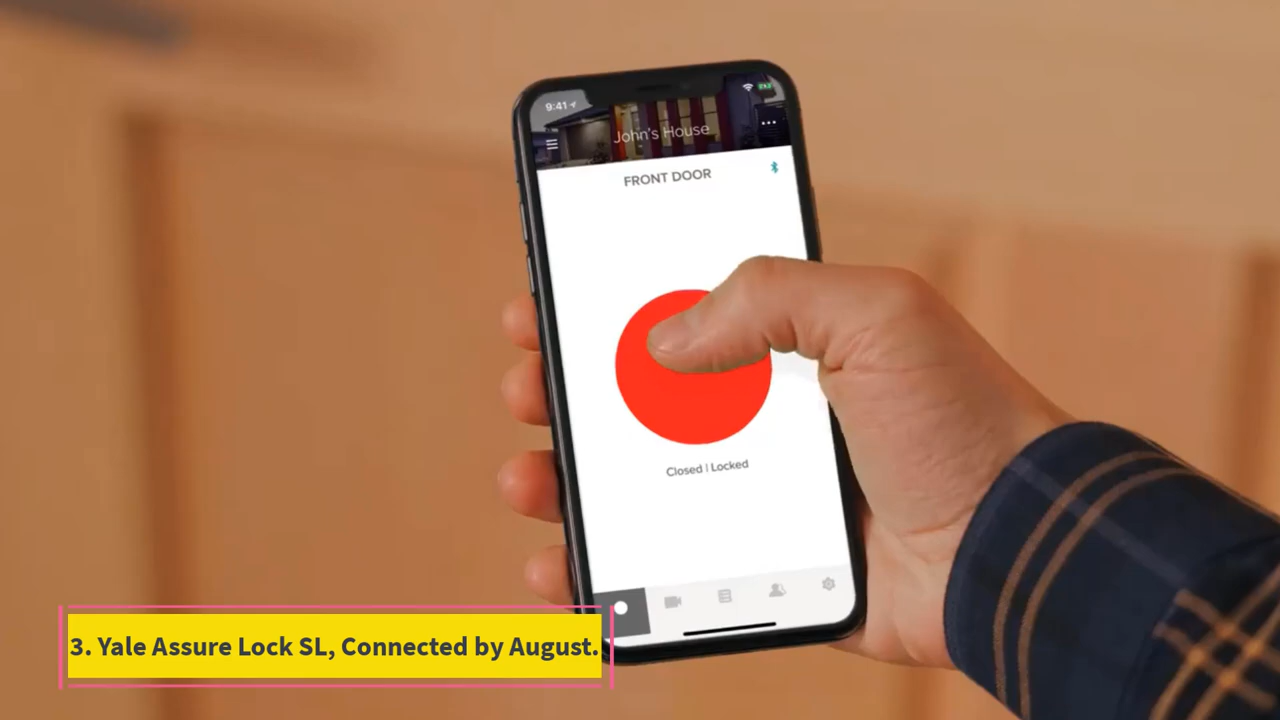 9:41
John's House
FRONT DOOR
Closed | Locked
3. Yale Assure Lock SL, Connected by August.